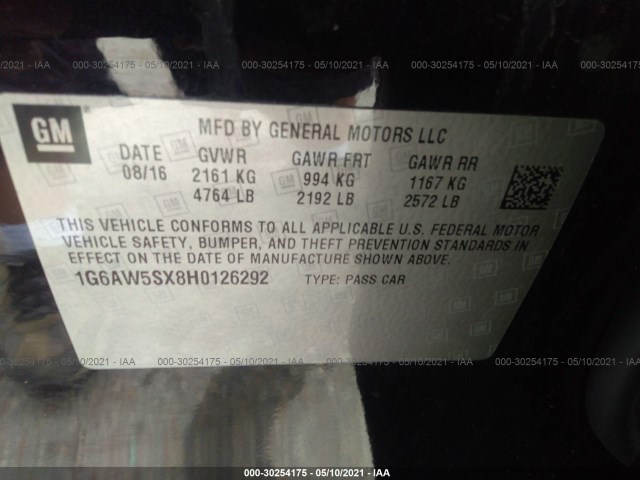 000-30254175 - 05/10/2021 - IAA
GM
MFD BY GENERAL MOTORS LLC
DATE GVWR GAWR FRT GAWR RR
08/16 2161 KG 994 KG 1167 KG
4764 LB 2192 LB 2572 LB
THIS VEHICLE CONFORMS TO ALL APPLICABLE U.S. FEDERAL MOTOR
VEHICLE SAFETY, BUMPER, AND THEFT PREVENTION STANDARDS IN
EFFECT ON THE DATE OF MANUFACTURE SHOWN ABOVE.
1G6AW5SX8H0126292 TYPE: PASS CAR
000-30254175 - 05/10/2021 - IAA
000-30254175 - 05/10/2021 - IAA